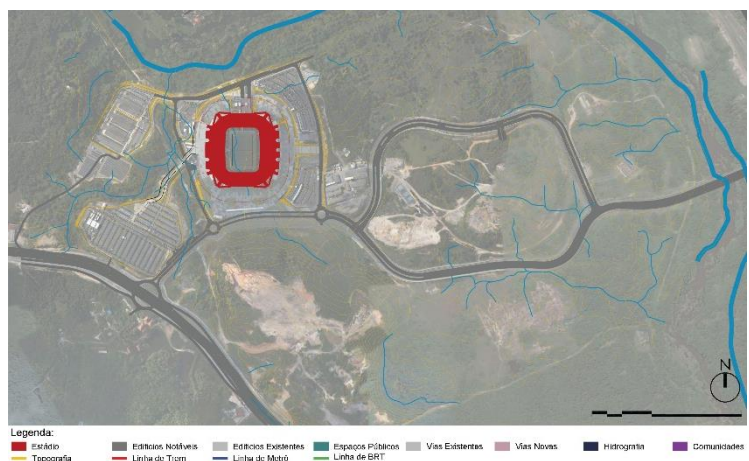 N
Legenda:
Estádio Edifícios Notáveis Edifícios Existentes Espaços Públicos Vias Existentes Vias Novas Hidrografia Comunidades
Topografia Linha de Trem Linha de Metrô Linha de BRT